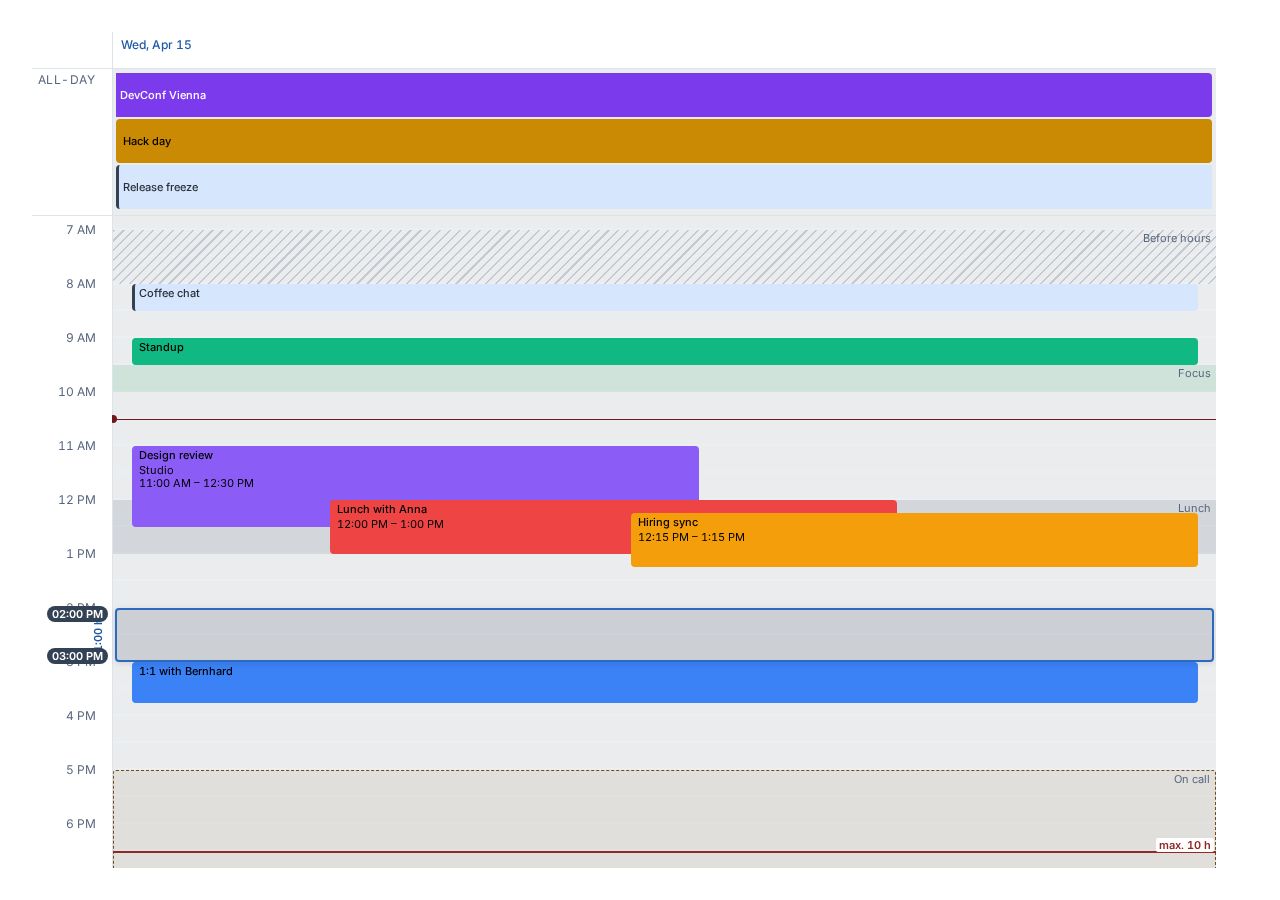 Wed, Apr 15
ALL-DAY
DevConf Vienna
Hack day
Release freeze
7 AM
Before hours
8 AM
Coffee chat
9 AM
Standup
Focus
10 AM
11 AM
Design review
Studio
11:00 AM – 12:30 PM
12 PM
Lunch
Lunch with Anna
12:00 PM – 1:00 PM
Hiring sync
12:15 PM – 1:15 PM
1 PM
02:00 PM
03:00 PM
1:1 with Bernhard
4 PM
5 PM
On call
6 PM
max. 10 h